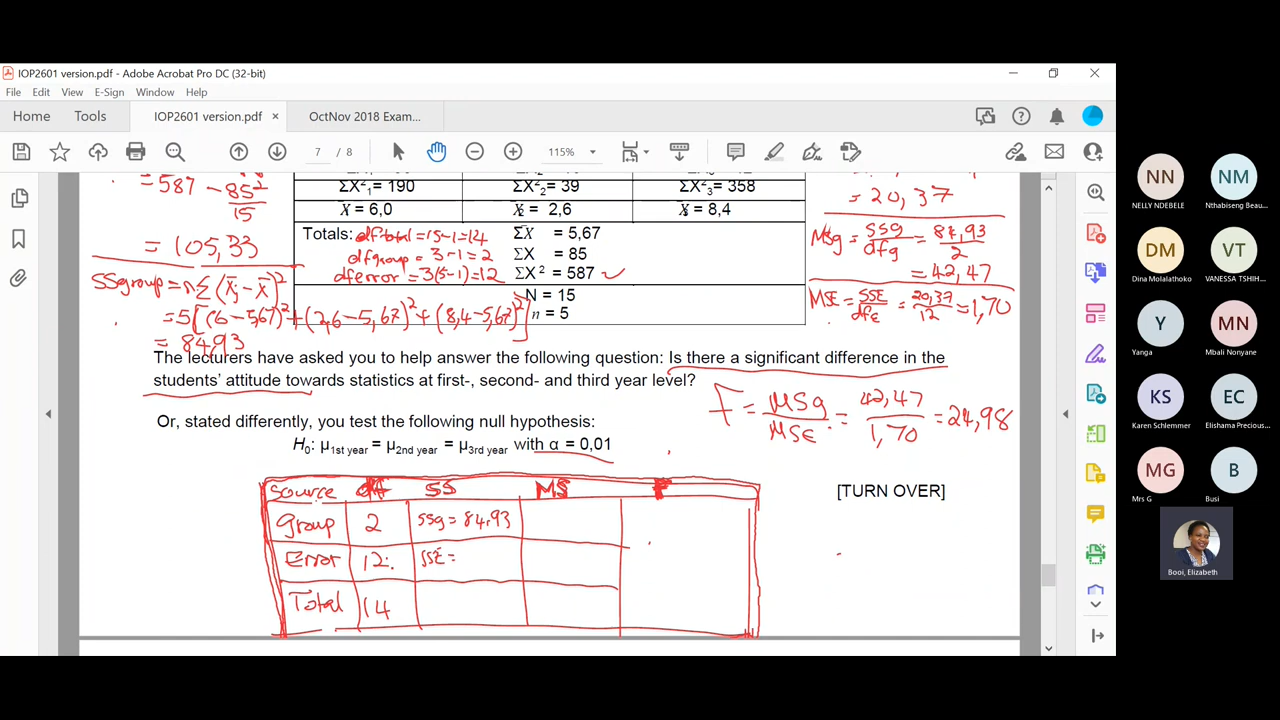 IOP2601 version.pdf - Adobe Acrobat Pro DC (32-bit)
File Edit View E-Sign Window Help
Home Tools IOP2601 version.pdf × OctNov 2018 Exam...
7 / 8 115%
= 587 - 85²
15
= 105,33
SSgroup = n Σ (X̄j - X̄)²
= 5[(6 - 5,67)² + (2,6 - 5,67)² + (8,4 - 5,67)²]
= 84,93
ΣX²1= 190 ΣX²2= 39 ΣX²3= 358
X̄ = 6,0 X̄2 = 2,6 X̄3 = 8,4
Totals: df total = 15-1=14 ΣX̄ = 5,67
df group = 3-1=2 ΣX = 85
df error = 3(5-1)=12 ΣX² = 587
N = 15
n = 5
= 20,37
MSg = SSG/dfg = 84,93/2
= 42,47
MSE = SSE/dfE = 20,37/12 = 1,70
The lecturers have asked you to help answer the following question: Is there a significant difference in the
students' attitude towards statistics at first-, second- and third year level?
F = MSg/MSE = 42,47/1,70 = 24,98
Or, stated differently, you test the following null hypothesis:
H0: μ1st year = μ2nd year = μ3rd year with α = 0,01
[TURN OVER]
Source df SS MS F
Group 2 SSg = 84,93
Error 12 SSE =
Total 14
NN NM
NELLY NDEBELE Nthabiseng Beau...
DM VT
Dina Molalathoko VANESSA TSHIH...
Y MN
Yanga Mbali Nonyane
KS EC
Karen Schlemmer Elishama Precious...
MG B
Mrs G Busi
Booi, Elizabeth